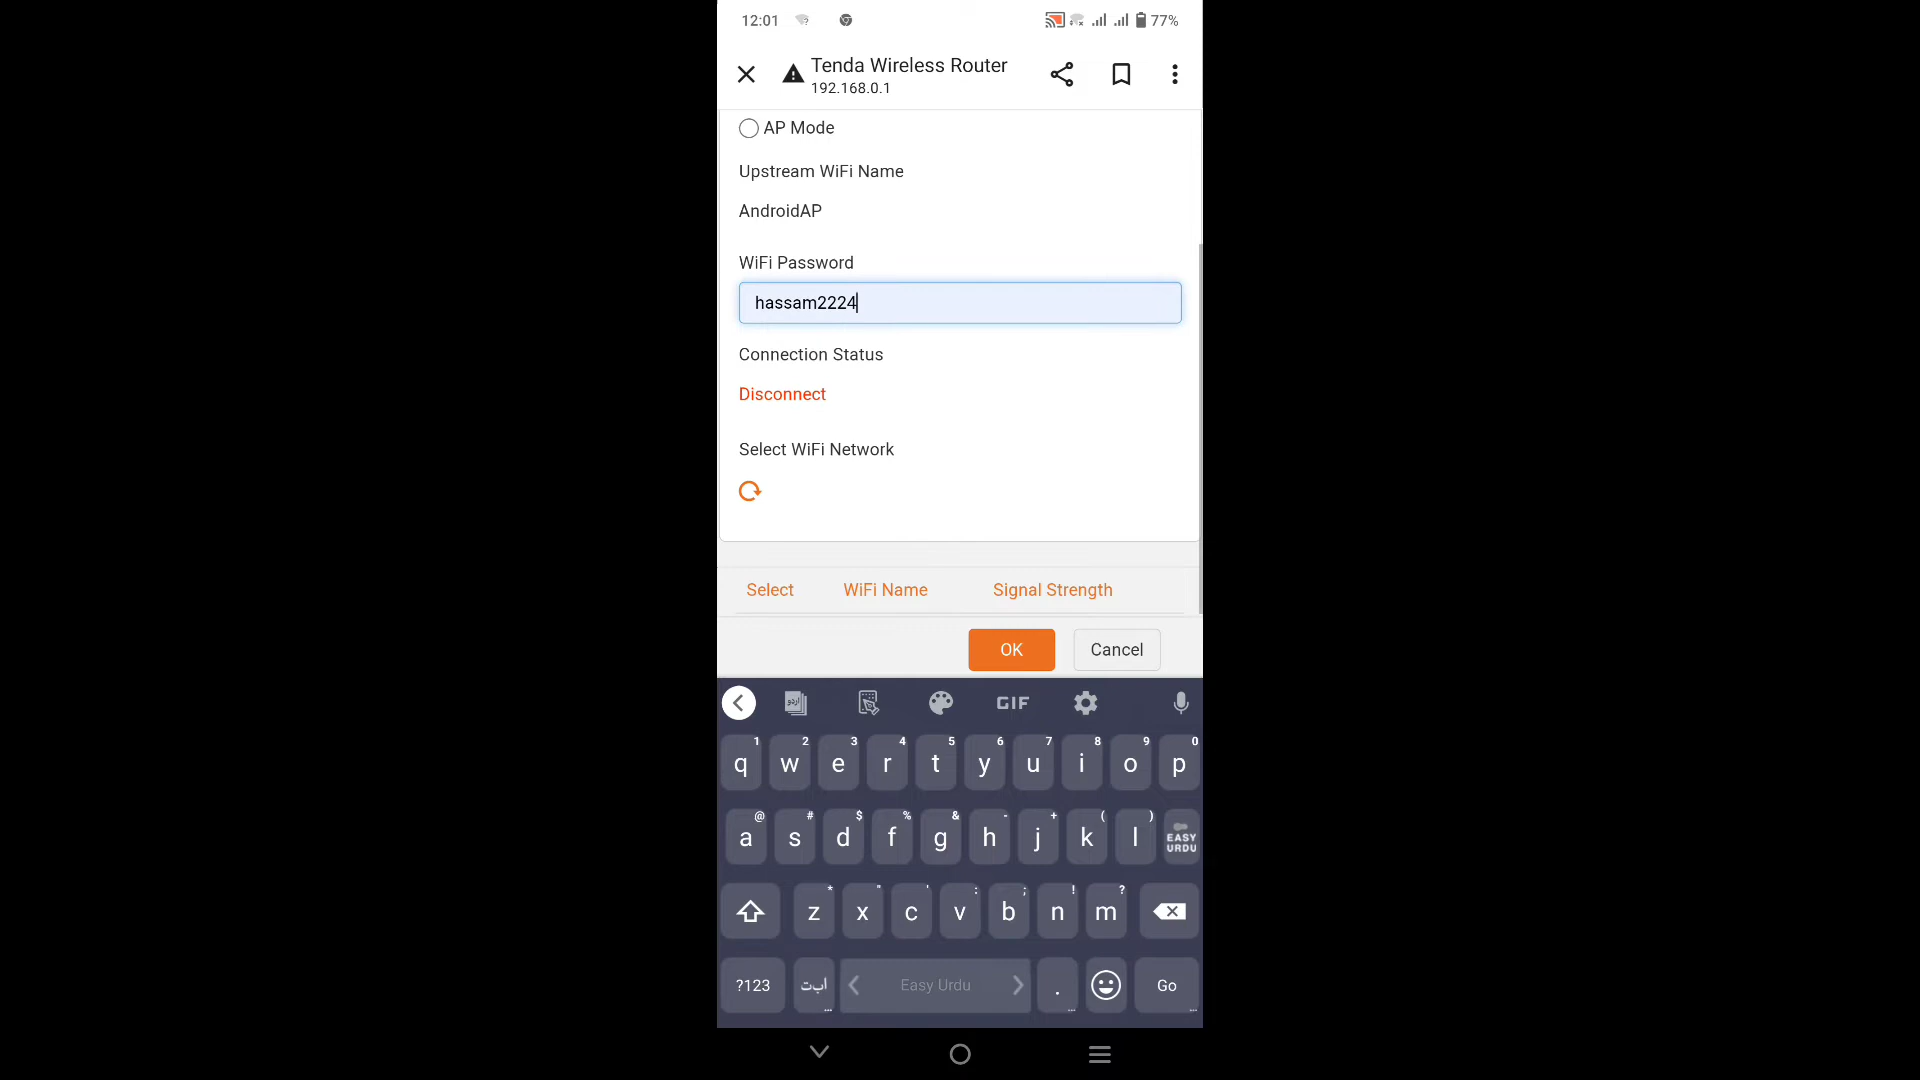 12:01 77%
Tenda Wireless Router
192.168.0.1
AP Mode
Upstream WiFi Name
AndroidAP
WiFi Password
hassam2224
Connection Status
Disconnect
Select WiFi Network
Select WiFi Name Signal Strength
OK Cancel
اردو GIF
1 2 3 4 5 6 7 8 9 0
q w e r t y u i o p
@ # $ % & - + ( )
a s d f g h j k l EASY URDU
* " ' : ; ! ?
z x c v b n m
?123 ابت ... Easy Urdu . ... Go ...